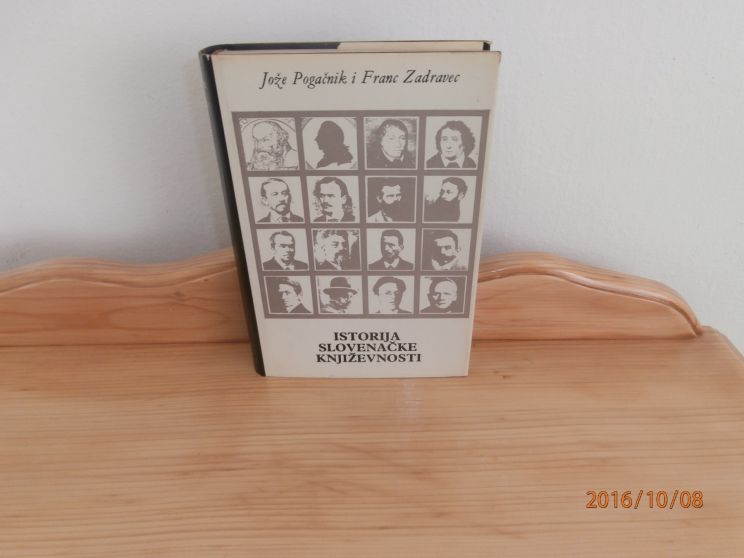 Jože Pogačnik i Franc Zadravec
ISTORIJA
SLOVENAČKE
KNJIŽEVNOSTI
2016/10/08